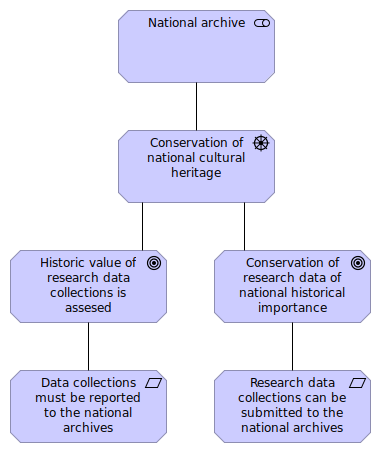 National archive
Conservation of
national cultural
heritage
Historic value of
research data
collections is
assesed
Conservation of
research data of
national historical
importance
Data collections
must be reported
to the national
archives
Research data
collections can be
submitted to the
national archives